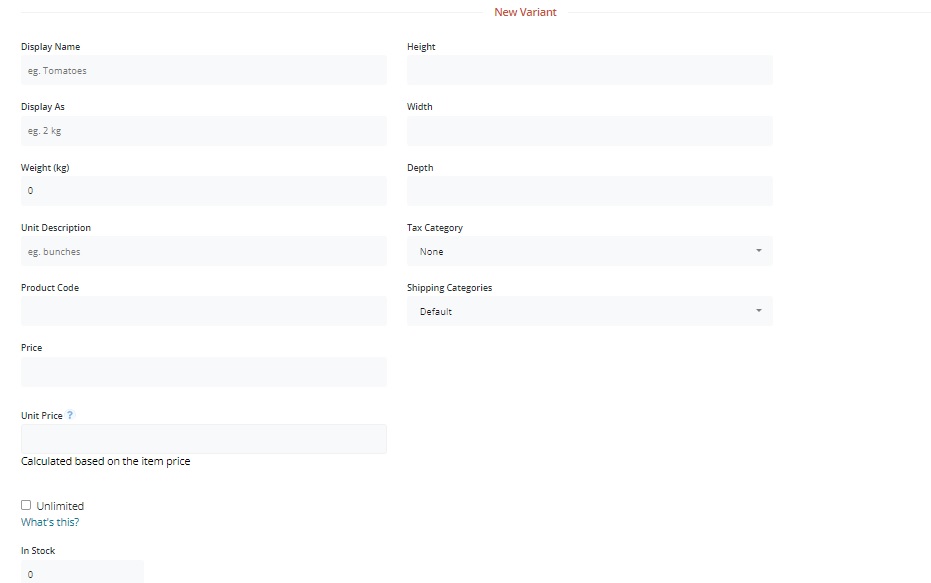 New Variant
Display Name
eg. Tomatoes
Display As
eg. 2 kg
Weight (kg)
0
Unit Description
eg. bunches
Product Code
Price
Unit Price ?
Calculated based on the item price
Unlimited
What's this?
In Stock
0
Height
Width
Depth
Tax Category
None
Shipping Categories
Default